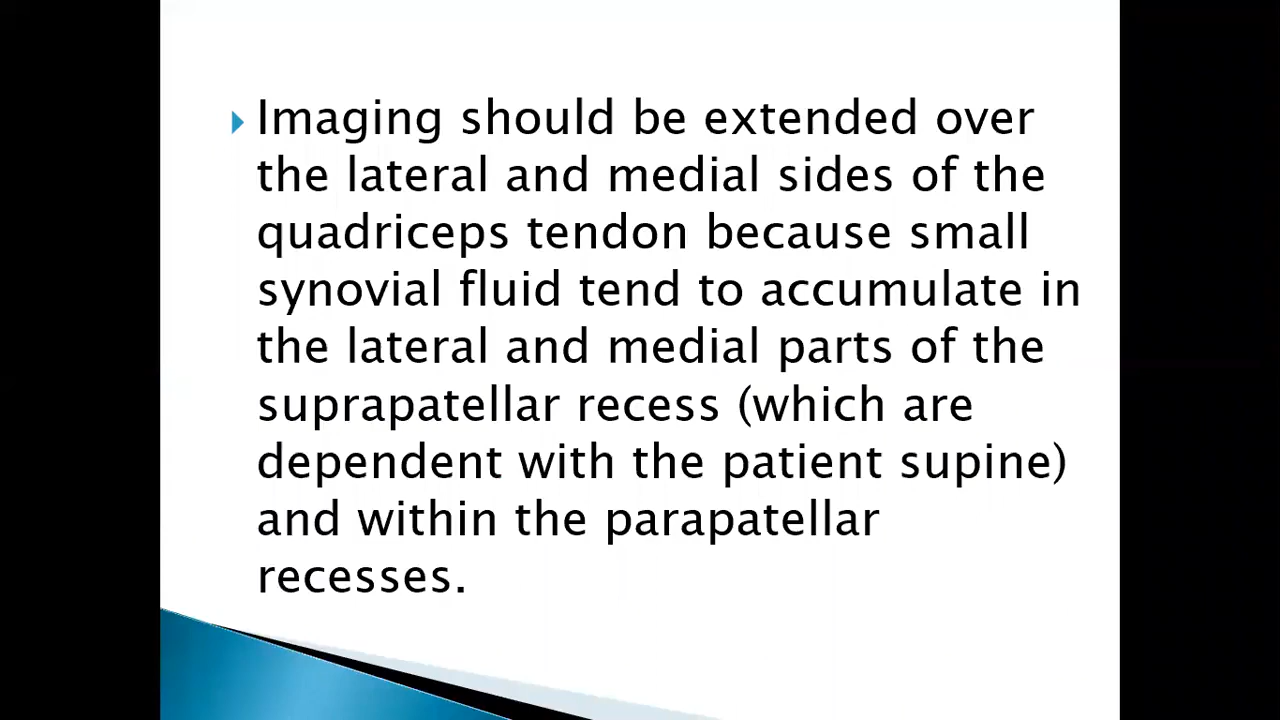 Imaging should be extended over
the lateral and medial sides of the
quadriceps tendon because small
synovial fluid tend to accumulate in
the lateral and medial parts of the
suprapatellar recess (which are
dependent with the patient supine)
and within the parapatellar
recesses.